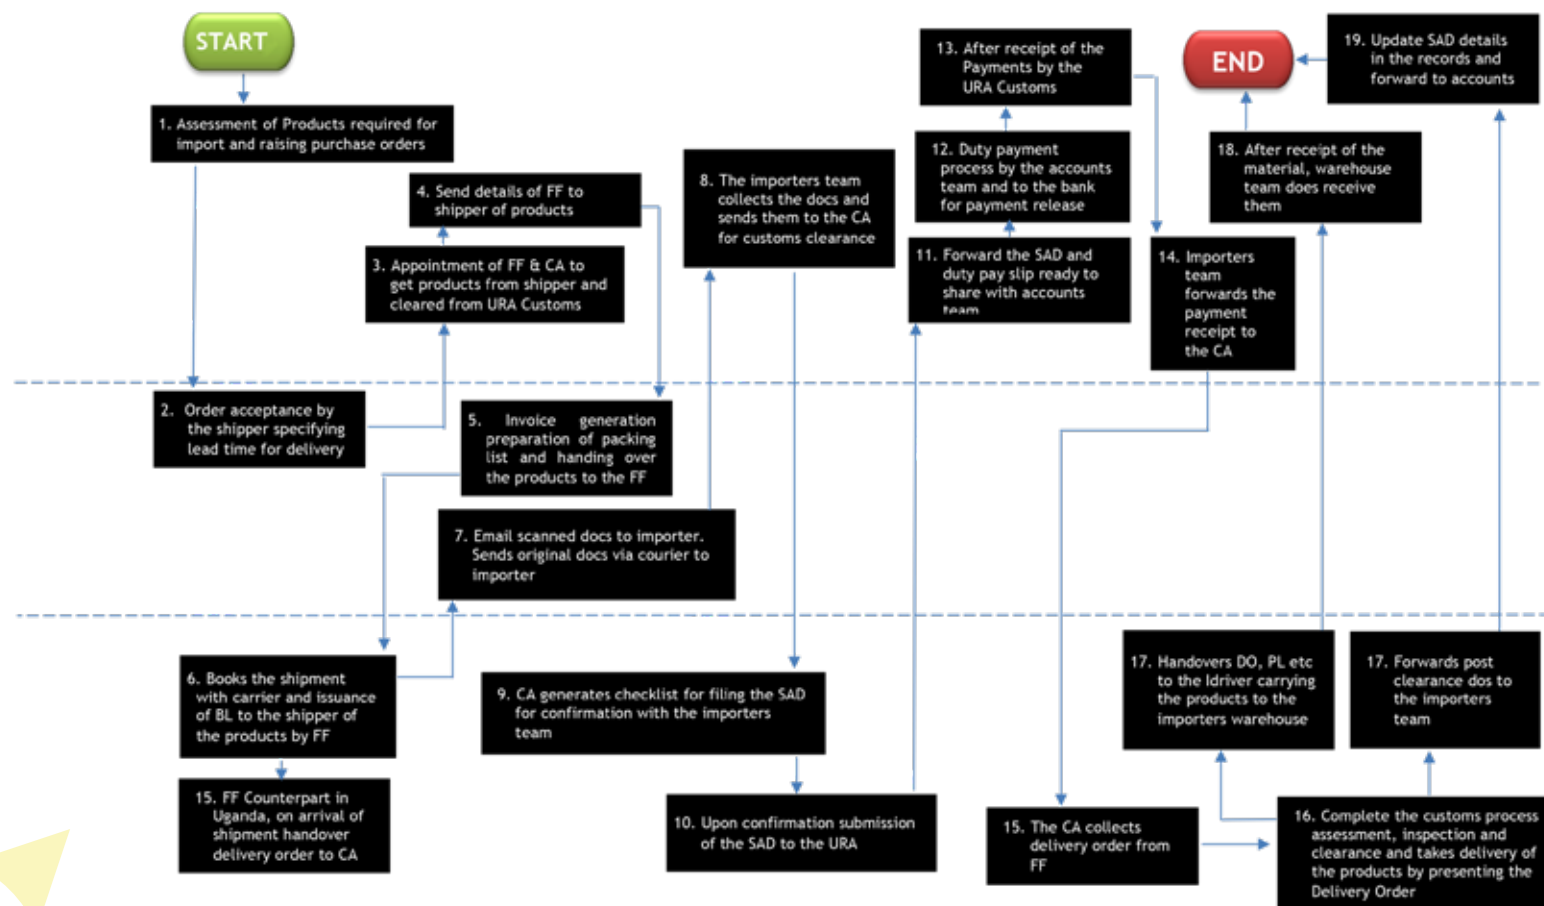 START
1. Assessment of Products required for
import and raising purchase orders
2. Order acceptance by
the shipper specifying
lead time for delivery
3. Appointment of FF & CA to
get products from shipper and
cleared from URA Customs
4. Send details of FF to
shipper of products
5. Invoice generation
preparation of packing
list and handing over
the products to the FF
6. Books the shipment
with carrier and issuance
of BL to the shipper of
the products by FF
15. FF Counterpart in
Uganda, on arrival of
shipment handover
delivery order to CA
7. Email scanned docs to importer.
Sends original docs via courier to
importer
8. The importers team
collects the docs and
sends them to the CA
for customs clearance
9. CA generates checklist for filing the SAD
for confirmation with the importers
team
10. Upon confirmation submission
of the SAD to the URA
11. Forward the SAD and
duty pay slip ready to
share with accounts
team
12. Duty payment
process by the accounts
team and to the bank
for payment release
13. After receipt of the
Payments by the
URA Customs
14. Importers
team
forwards the
payment
receipt to
the CA
15. The CA collects
delivery order from
FF
16. Complete the customs process
assessment, inspection and
clearance and takes delivery of
the products by presenting the
Delivery Order
17. Handovers DO, PL etc
to the Idriver carrying
the products to the
importers warehouse
17. Forwards post
clearance dos to
the importers
team
18. After receipt of the
material, warehouse
team does receive
them
19. Update SAD details
in the records and
forward to accounts
END